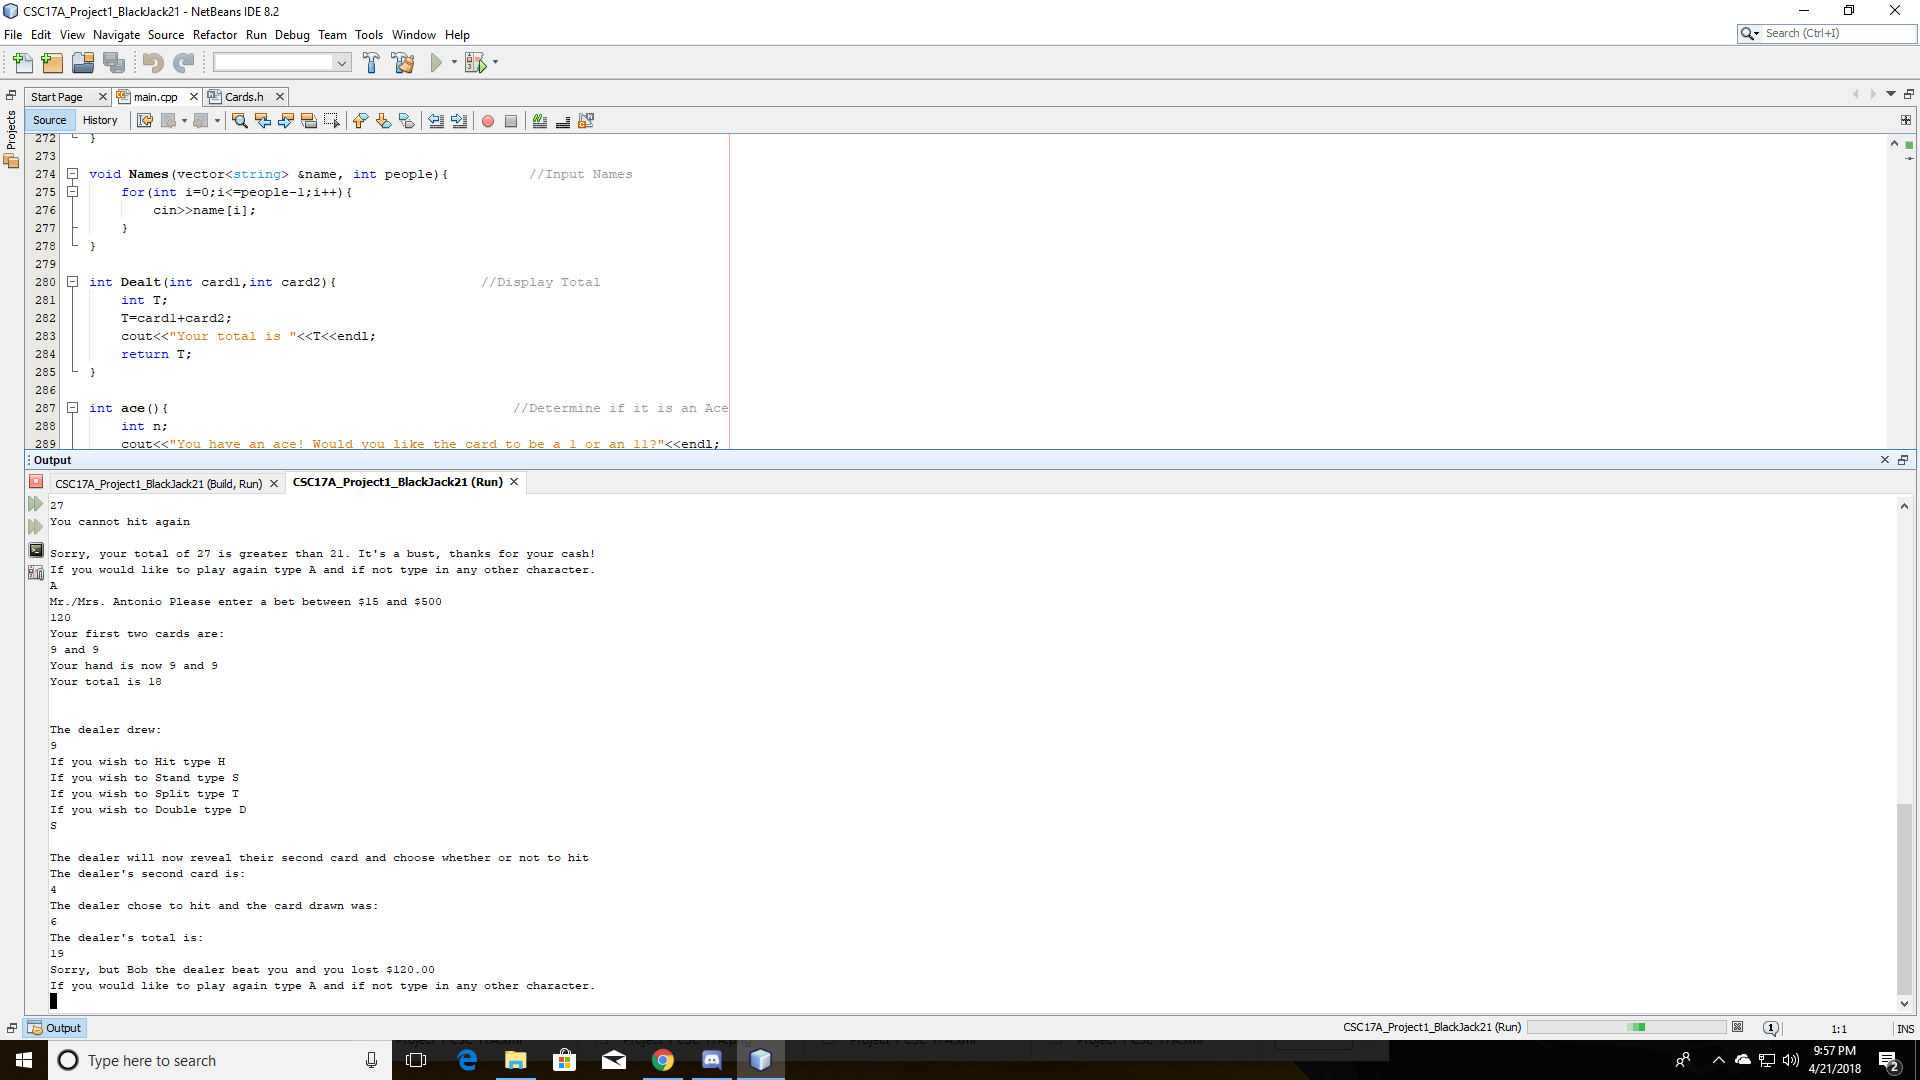 CSC17A_Project1_BlackJack21 - NetBeans IDE 8.2
File Edit View Navigate Source Refactor Run Debug Team Tools Window Help
Search (Ctrl+I)
Start Page main.cpp Cards.h
Projects
Source History
272 }
273
274 void Names(vector<string> &name, int people){ //Input Names
275 for(int i=0;i<=people-1;i++){
276 cin>>name[i];
277 }
278 }
279
280 int Dealt(int card1,int card2){ //Display Total
281 int T;
282 T=card1+card2;
283 cout<<"Your total is "<<T<<endl;
284 return T;
285 }
286
287 int ace(){ //Determine if it is an Ace
288 int n;
289 cout<<"You have an ace! Would you like the card to be a 1 or an 11?"<<endl;
Output
CSC17A_Project1_BlackJack21 (Build, Run) CSC17A_Project1_BlackJack21 (Run)
27
You cannot hit again
Sorry, your total of 27 is greater than 21. It's a bust, thanks for your cash!
If you would like to play again type A and if not type in any other character.
A
Mr./Mrs. Antonio Please enter a bet between $15 and $500
120
Your first two cards are:
9 and 9
Your hand is now 9 and 9
Your total is 18
The dealer drew:
9
If you wish to Hit type H
If you wish to Stand type S
If you wish to Split type T
If you wish to Double type D
S
The dealer will now reveal their second card and choose whether or not to hit
The dealer's second card is:
4
The dealer chose to hit and the card drawn was:
6
The dealer's total is:
19
Sorry, but Bob the dealer beat you and you lost $120.00
If you would like to play again type A and if not type in any other character.
Output
CSC17A_Project1_BlackJack21 (Run) 1 1:1 INS
Type here to search
9:57 PM
4/21/2018
2